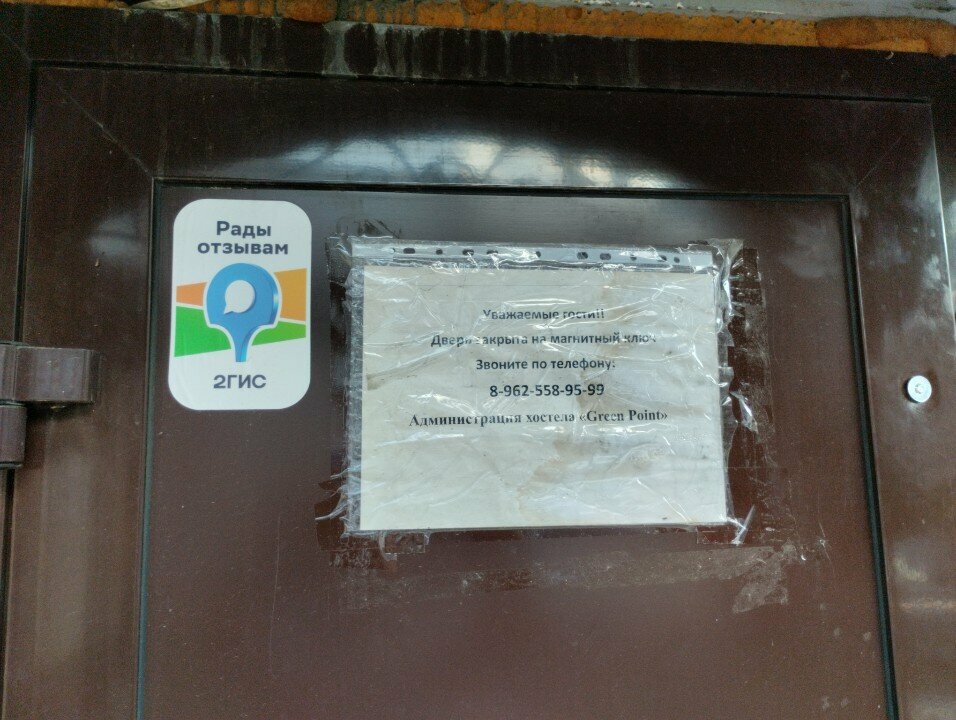 Рады
отзывам
2ГИС
Уважаемые гости!!
Дверь закрыта на магнитный ключ
Звоните по телефону:
8-962-558-95-99
Администрация хостела «Green Point»